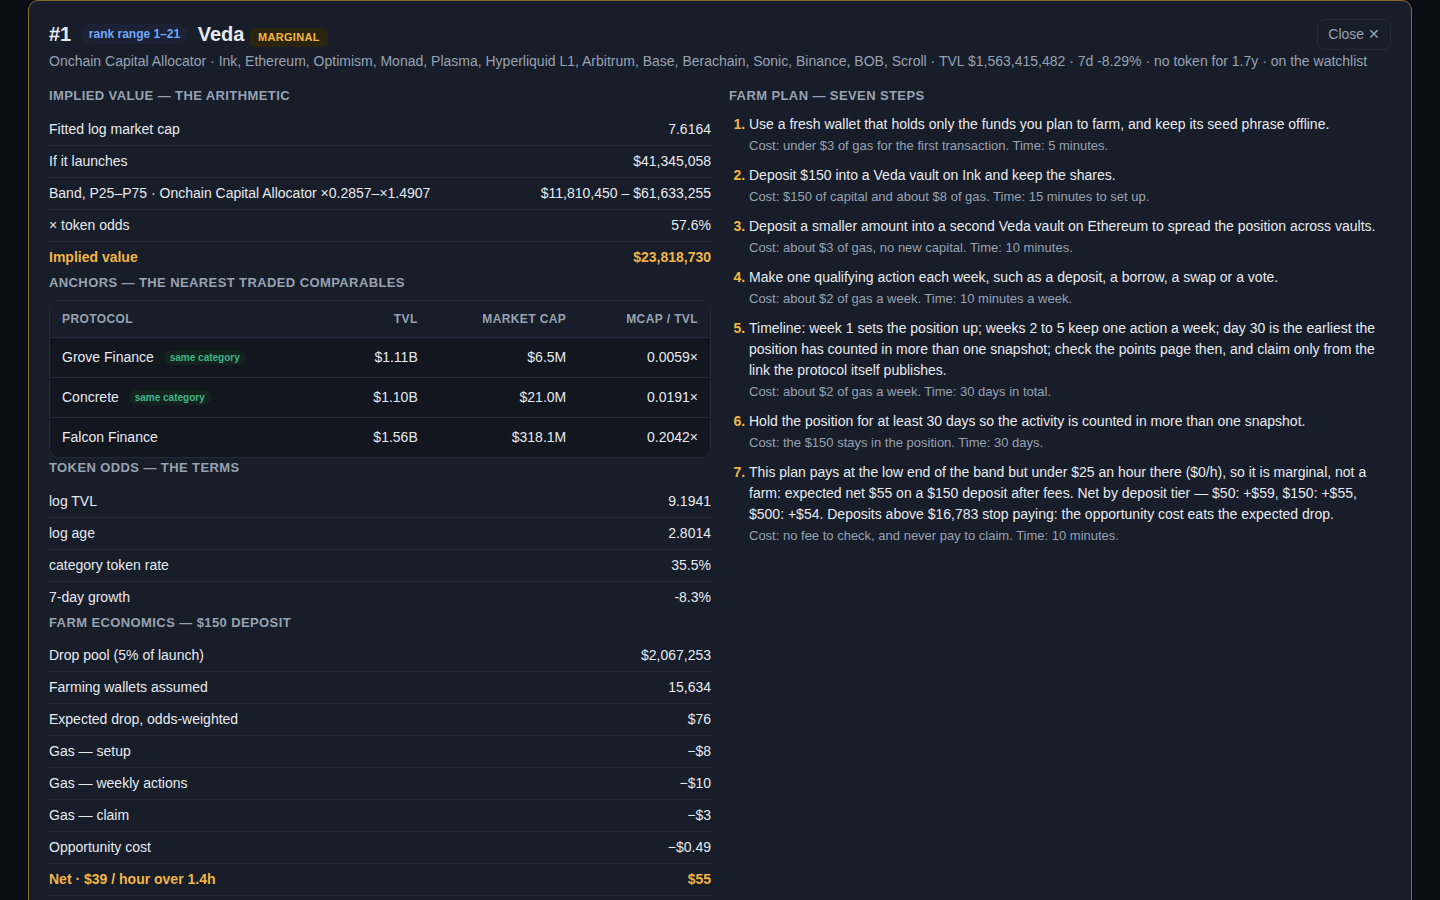 #1 rank range 1–21 Veda MARGINAL
Close ✕
Onchain Capital Allocator · Ink, Ethereum, Optimism, Monad, Plasma, Hyperliquid L1, Arbitrum, Base, Berachain, Sonic, Binance, BOB, Scroll · TVL $1,563,415,482 · 7d -8.29% · no token for 1.7y · on the watchlist
IMPLIED VALUE — THE ARITHMETIC
Fitted log market cap 7.6164
If it launches $41,345,058
Band, P25–P75 · Onchain Capital Allocator ×0.2857–×1.4907 $11,810,450 – $61,633,255
× token odds 57.6%
Implied value $23,818,730
ANCHORS — THE NEAREST TRADED COMPARABLES
PROTOCOL TVL MARKET CAP MCAP / TVL
Grove Finance same category $1.11B $6.5M 0.0059×
Concrete same category $1.10B $21.0M 0.0191×
Falcon Finance $1.56B $318.1M 0.2042×
TOKEN ODDS — THE TERMS
log TVL 9.1941
log age 2.8014
category token rate 35.5%
7-day growth -8.3%
FARM ECONOMICS — $150 DEPOSIT
Drop pool (5% of launch) $2,067,253
Farming wallets assumed 15,634
Expected drop, odds-weighted $76
Gas — setup −$8
Gas — weekly actions −$10
Gas — claim −$3
Opportunity cost −$0.49
Net · $39 / hour over 1.4h $55
FARM PLAN — SEVEN STEPS
1. Use a fresh wallet that holds only the funds you plan to farm, and keep its seed phrase offline.
Cost: under $3 of gas for the first transaction. Time: 5 minutes.
2. Deposit $150 into a Veda vault on Ink and keep the shares.
Cost: $150 of capital and about $8 of gas. Time: 15 minutes to set up.
3. Deposit a smaller amount into a second Veda vault on Ethereum to spread the position across vaults.
Cost: about $3 of gas, no new capital. Time: 10 minutes.
4. Make one qualifying action each week, such as a deposit, a borrow, a swap or a vote.
Cost: about $2 of gas a week. Time: 10 minutes a week.
5. Timeline: week 1 sets the position up; weeks 2 to 5 keep one action a week; day 30 is the earliest the
position has counted in more than one snapshot; check the points page then, and claim only from the
link the protocol itself publishes.
Cost: about $2 of gas a week. Time: 30 days in total.
6. Hold the position for at least 30 days so the activity is counted in more than one snapshot.
Cost: the $150 stays in the position. Time: 30 days.
7. This plan pays at the low end of the band but under $25 an hour there ($0/h), so it is marginal, not a
farm: expected net $55 on a $150 deposit after fees. Net by deposit tier — $50: +$59, $150: +$55,
$500: +$54. Deposits above $16,783 stop paying: the opportunity cost eats the expected drop.
Cost: no fee to check, and never pay to claim. Time: 10 minutes.